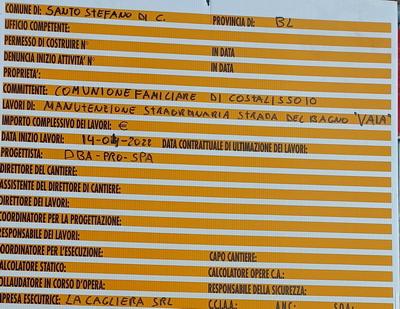 COMUNE DI: SANTO STEFANO DI C. PROVINCIA DI: BL
UFFICIO COMPETENTE:
PERMESSO DI COSTRUIRE N° IN DATA
DENUNCIA INIZIO ATTIVITA' N° IN DATA
PROPRIETA':
COMMITTENTE: COMUNIONE FAMILIARE DI COSTALISSOIO
LAVORI DI: MANUTENZIONE STRAORDINARIA STRADA DEL BAGNO "VAIA"
IMPORTO COMPLESSIVO DEI LAVORI: €
DATA INIZIO LAVORI: 14-04-2022 DATA CONTRATTUALE DI ULTIMAZIONE DEI LAVORI:
PROGETTISTA: DBA-PRO-SPA
DIRETTORE DEL CANTIERE:
ASSISTENTE DEL DIRETTORE DI CANTIERE:
DIRETTORE DEI LAVORI:
COORDINATORE PER LA PROGETTAZIONE:
RESPONSABILE DEI LAVORI:
COORDINATORE PER L'ESECUZIONE: CAPO CANTIERE:
CALCOLATORE STATICO: CALCOLATORE OPERE C.A.:
COLLAUDATORE IN CORSO D'OPERA: RESPONSABILE DELLA SICUREZZA:
IMPRESA ESECUTRICE: LA CAGLIERA SRL C.C.I.A.A.: A.N.C.: S.O.A.: